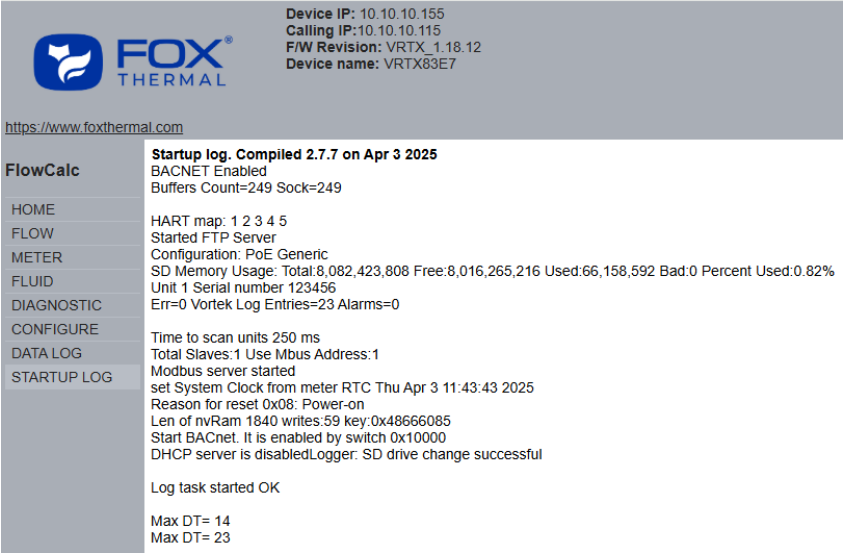 FOX®
THERMAL
Device IP: 10.10.10.155
Calling IP:10.10.10.115
F/W Revision: VRTX_1.18.12
Device name: VRTX83E7
https://www.foxthermal.com
FlowCalc
HOME
FLOW
METER
FLUID
DIAGNOSTIC
CONFIGURE
DATA LOG
STARTUP LOG
Startup log. Compiled 2.7.7 on Apr 3 2025
BACNET Enabled
Buffers Count=249 Sock=249
HART map: 1 2 3 4 5
Started FTP Server
Configuration: PoE Generic
SD Memory Usage: Total:8,082,423,808 Free:8,016,265,216 Used:66,158,592 Bad:0 Percent Used:0.82%
Unit 1 Serial number 123456
Err=0 Vortek Log Entries=23 Alarms=0
Time to scan units 250 ms
Total Slaves:1 Use Mbus Address:1
Modbus server started
set System Clock from meter RTC Thu Apr 3 11:43:43 2025
Reason for reset 0x08: Power-on
Len of nvRam 1840 writes:59 key:0x48666085
Start BACnet. It is enabled by switch 0x10000
DHCP server is disabledLogger: SD drive change successful
Log task started OK
Max DT= 14
Max DT= 23